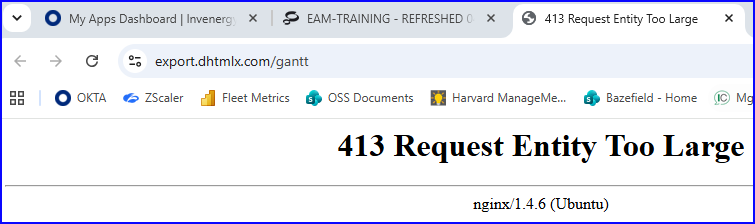 My Apps Dashboard | Invenergy
EAM-TRAINING - REFRESHED 0
413 Request Entity Too Large
export.dhtmlx.com/gantt
OKTA
ZScaler
Fleet Metrics
OSS Documents
Harvard ManageMe...
Bazefield - Home
Mg
413 Request Entity Too Large
nginx/1.4.6 (Ubuntu)